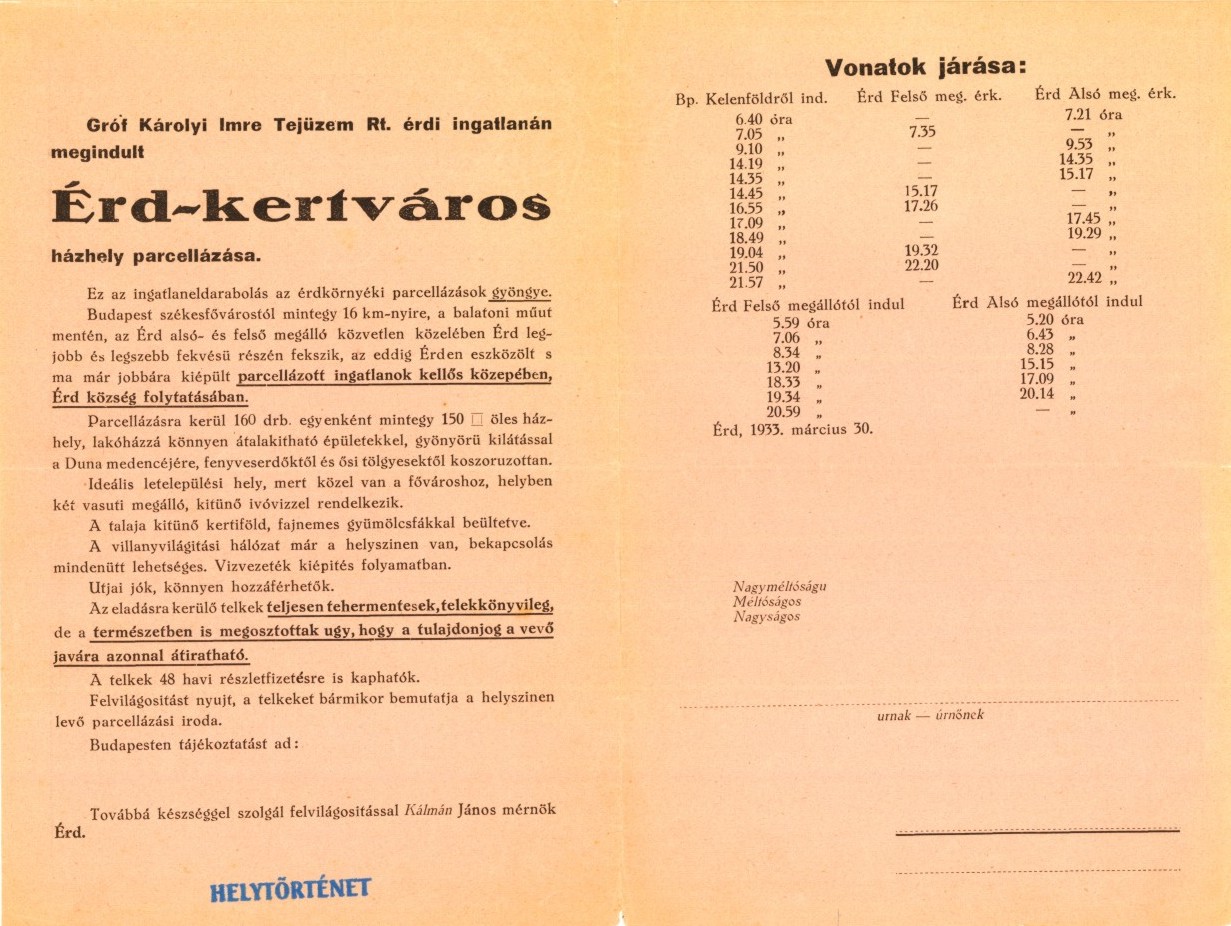 Gróf Károlyi Imre Tejüzem Rt. érdi ingatlanán
megindult
Érd-kertváros
házhely parcellázása.
Ez az ingatlaneldarabolás az érdkörnyéki parcellázások gyöngye.
Budapest székesfővárostól mintegy 16 km-nyire, a balatoni műut
mentén, az Érd alsó- és felső megálló közvetlen közelében Érd leg-
jobb és legszebb fekvésü részén fekszik, az eddig Érden eszközölt s
ma már jobbára kiépült parcellázott ingatlanok kellős közepében,
Érd község folytatásában.
Parcellázásra kerül 160 drb. egyenként mintegy 150 □ öles ház-
hely, lakóházzá könnyen átalakitható épületekkel, gyönyörü kilátással
a Duna medencéjére, fenyveserdőktől és ősi tölgyesektől koszoruzottan.
Ideális letelepülési hely, mert közel van a fővároshoz, helyben
két vasuti megálló, kitünő ivóvizzel rendelkezik.
A talaja kitünő kertiföld, fajnemes gyümölcsfákkal beültetve.
A villanyvilágitási hálózat már a helyszinen van, bekapcsolás
mindenütt lehetséges. Vizvezeték kiépités folyamatban.
Utjai jók, könnyen hozzáférhetők.
Az eladásra kerülő telkek teljesen tehermentesek, telekkönyvileg,
de a természetben is megosztottak ugy, hogy a tulajdonjog a vevő
javára azonnal átiratható.
A telkek 48 havi részletfizetésre is kaphatók.
Felvilágositást nyujt, a telkeket bármikor bemutatja a helyszinen
levő parcellázási iroda.
Budapesten tájékoztatást ad:
Továbbá készséggel szolgál felvilágositással Kálmán János mérnök
Érd.
HELYTÖRTÉNET
Vonatok járása:
Bp. Kelenföldről ind. Érd Felső meg. érk. Érd Alsó meg. érk.
6.40 óra — 7.21 óra
7.05 „ 7.35 — „
9.10 „ — 9.53 „
14.19 „ — 14.35 „
14.35 „ — 15.17 „
14.45 „ 15.17 — „
16.55 „ 17.26 — „
17.09 „ — 17.45 „
18.49 „ — 19.29 „
19.04 „ 19.32 — „
21.50 „ 22.20 — „
21.57 „ — 22.42 „
Érd Felső megállótól indul Érd Alsó megállótól indul
5.59 óra 5.20 óra
7.06 „ 6.43 „
8.34 „ 8.28 „
13.20 „ 15.15 „
18.33 „ 17.09 „
19.34 „ 20.14 „
20.59 „ — „
Érd, 1933. március 30.
Nagyméltóságu
Méltóságos
Nagyságos
urnak — úrnőnek